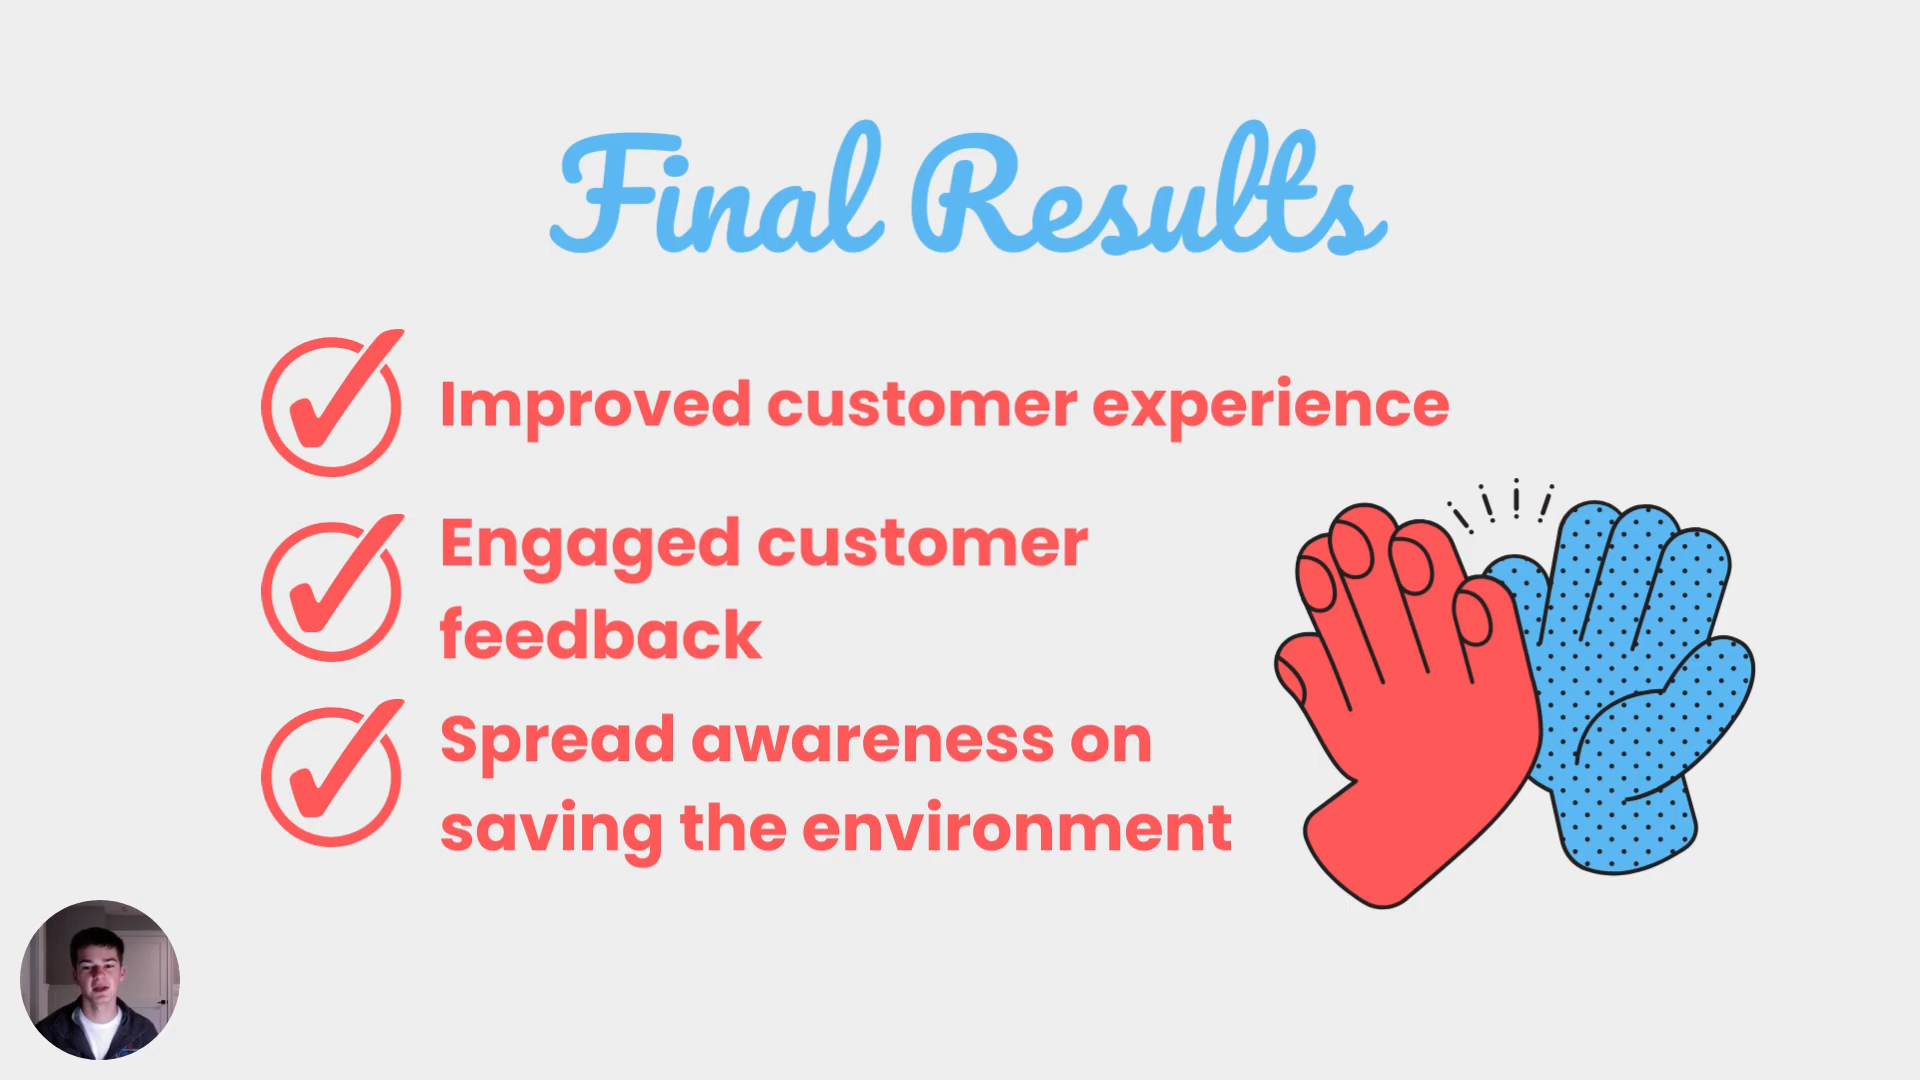 Final Results
Improved customer experience
Engaged customer
feedback
Spread awareness on
saving the environment